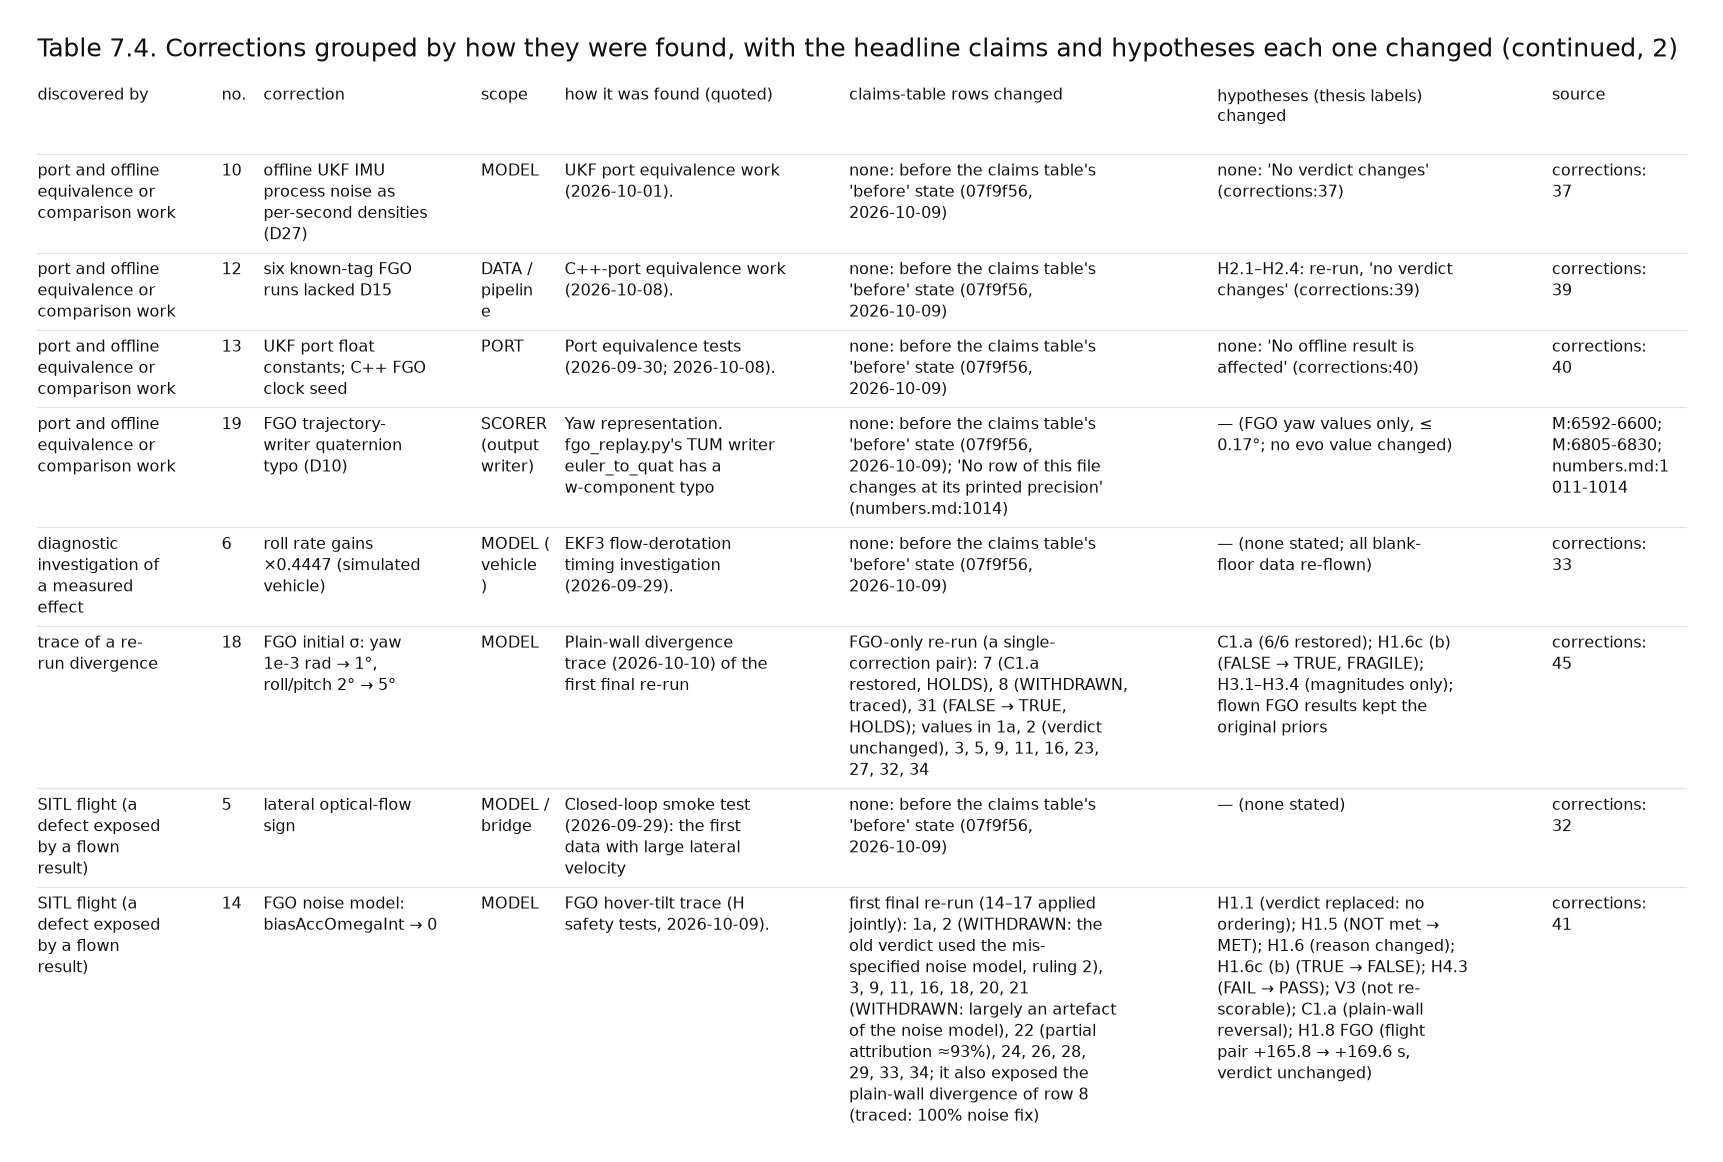 Table 7.4. Corrections grouped by how they were found, with the headline claims and hypotheses each one changed (continued, 2)
discovered by
no.
correction
scope
how it was found (quoted)
claims-table rows changed
hypotheses (thesis labels)
changed
source
port and offline
equivalence or
comparison work
10
offline UKF IMU
process noise as
per-second densities
(D27)
MODEL
UKF port equivalence work
(2026-10-01).
none: before the claims table's
'before' state (07f9f56,
2026-10-09)
none: 'No verdict changes'
(corrections:37)
corrections:
37
port and offline
equivalence or
comparison work
12
six known-tag FGO
runs lacked D15
DATA /
pipelin
e
C++-port equivalence work
(2026-10-08).
none: before the claims table's
'before' state (07f9f56,
2026-10-09)
H2.1–H2.4: re-run, 'no verdict
changes' (corrections:39)
corrections:
39
port and offline
equivalence or
comparison work
13
UKF port float
constants; C++ FGO
clock seed
PORT
Port equivalence tests
(2026-09-30; 2026-10-08).
none: before the claims table's
'before' state (07f9f56,
2026-10-09)
none: 'No offline result is
affected' (corrections:40)
corrections:
40
port and offline
equivalence or
comparison work
19
FGO trajectory-
writer quaternion
typo (D10)
SCORER
(output
writer)
Yaw representation.
fgo_replay.py's TUM writer
euler_to_quat has a
w-component typo
none: before the claims table's
'before' state (07f9f56,
2026-10-09); 'No row of this file
changes at its printed precision'
(numbers.md:1014)
— (FGO yaw values only, ≤
0.17°; no evo value changed)
M:6592-6600;
M:6805-6830;
numbers.md:1
011-1014
diagnostic
investigation of
a measured
effect
6
roll rate gains
×0.4447 (simulated
vehicle)
MODEL (
vehicle
)
EKF3 flow-derotation
timing investigation
(2026-09-29).
none: before the claims table's
'before' state (07f9f56,
2026-10-09)
— (none stated; all blank-
floor data re-flown)
corrections:
33
trace of a re-
run divergence
18
FGO initial σ: yaw
1e-3 rad → 1°,
roll/pitch 2° → 5°
MODEL
Plain-wall divergence
trace (2026-10-10) of the
first final re-run
FGO-only re-run (a single-
correction pair): 7 (C1.a
restored, HOLDS), 8 (WITHDRAWN,
traced), 31 (FALSE → TRUE,
HOLDS); values in 1a, 2 (verdict
unchanged), 3, 5, 9, 11, 16, 23,
27, 32, 34
C1.a (6/6 restored); H1.6c (b)
(FALSE → TRUE, FRAGILE);
H3.1–H3.4 (magnitudes only);
flown FGO results kept the
original priors
corrections:
45
SITL flight (a
defect exposed
by a flown
result)
5
lateral optical-flow
sign
MODEL /
bridge
Closed-loop smoke test
(2026-09-29): the first
data with large lateral
velocity
none: before the claims table's
'before' state (07f9f56,
2026-10-09)
— (none stated)
corrections:
32
SITL flight (a
defect exposed
by a flown
result)
14
FGO noise model:
biasAccOmegaInt → 0
MODEL
FGO hover-tilt trace (H
safety tests, 2026-10-09).
first final re-run (14–17 applied
jointly): 1a, 2 (WITHDRAWN: the
old verdict used the mis-
specified noise model, ruling 2),
3, 9, 11, 16, 18, 20, 21
(WITHDRAWN: largely an artefact
of the noise model), 22 (partial
attribution ≈93%), 24, 26, 28,
29, 33, 34; it also exposed the
plain-wall divergence of row 8
(traced: 100% noise fix)
H1.1 (verdict replaced: no
ordering); H1.5 (NOT met →
MET); H1.6 (reason changed);
H1.6c (b) (TRUE → FALSE); H4.3
(FAIL → PASS); V3 (not re-
scorable); C1.a (plain-wall
reversal); H1.8 FGO (flight
pair +165.8 → +169.6 s,
verdict unchanged)
corrections:
41